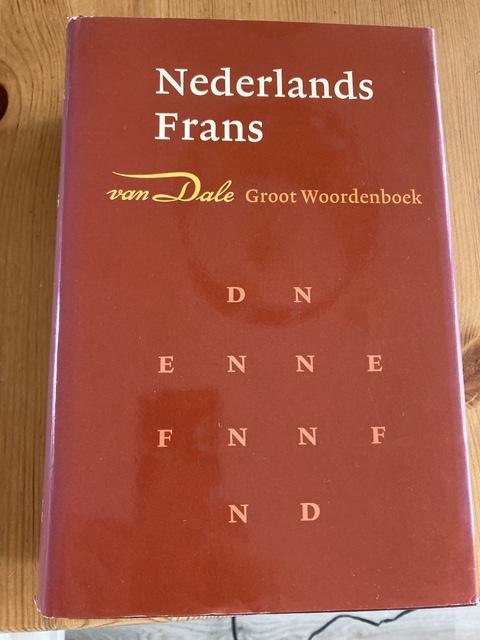 Nederlands
Frans
van Dale Groot Woordenboek
D N
E N N E
F N N F
N D